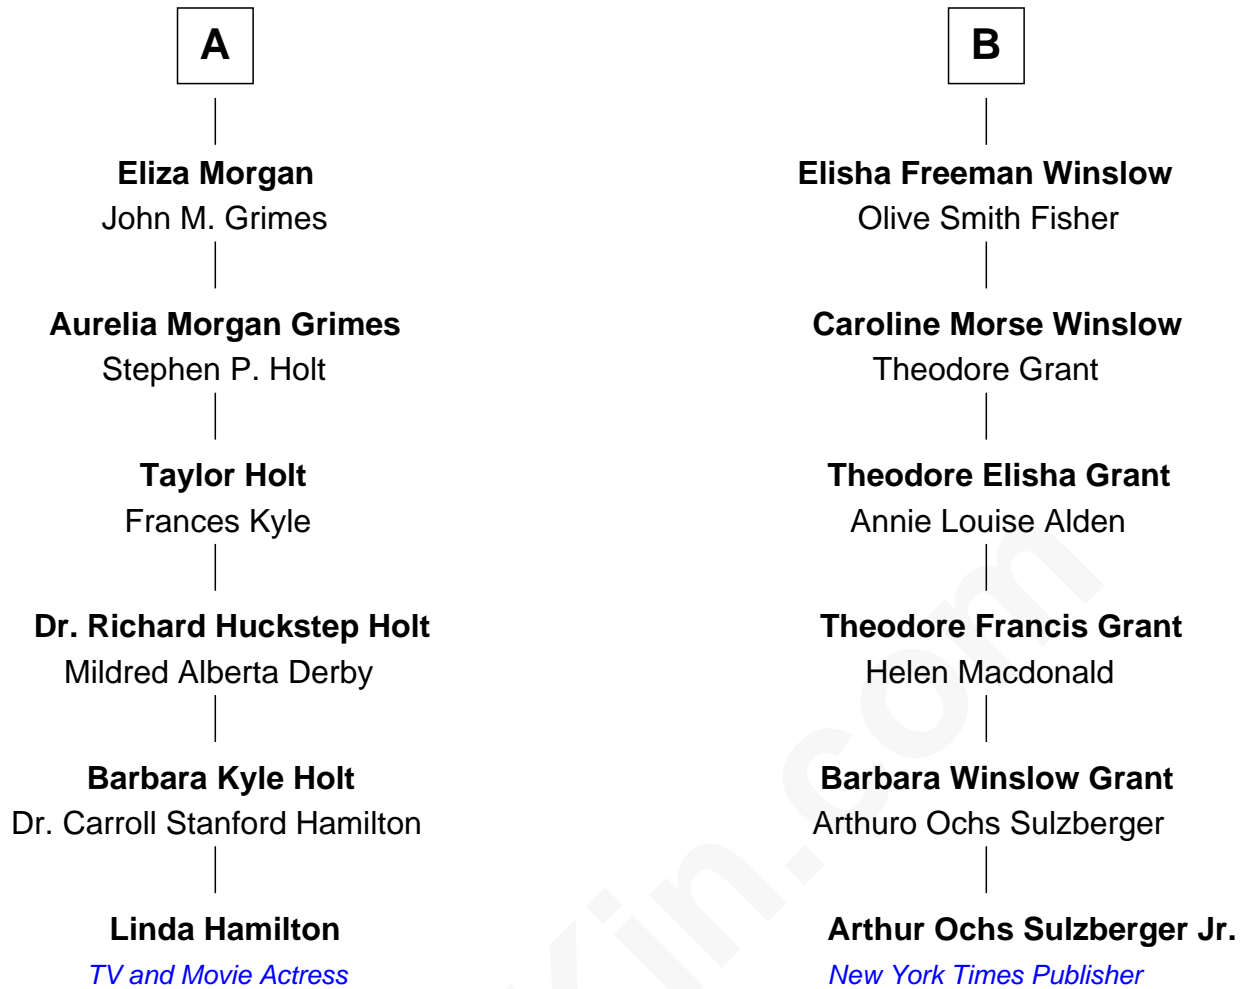 A
Eliza Morgan
John M. Grimes
Aurelia Morgan Grimes
Stephen P. Holt
Taylor Holt
Frances Kyle
Dr. Richard Huckstep Holt
Mildred Alberta Derby
Barbara Kyle Holt
Dr. Carroll Stanford Hamilton
Linda Hamilton
TV and Movie Actress
B
Elisha Freeman Winslow
Olive Smith Fisher
Caroline Morse Winslow
Theodore Grant
Theodore Elisha Grant
Annie Louise Alden
Theodore Francis Grant
Helen Macdonald
Barbara Winslow Grant
Arthuro Ochs Sulzberger
Arthur Ochs Sulzberger Jr.
New York Times Publisher
Kin.com